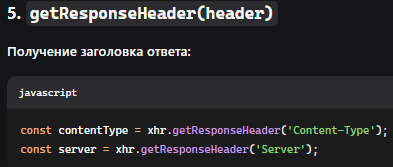 5. getResponseHeader(header)
Получение заголовка ответа:
javascript
const contentType = xhr.getResponseHeader('Content-Type');
const server = xhr.getResponseHeader('Server');